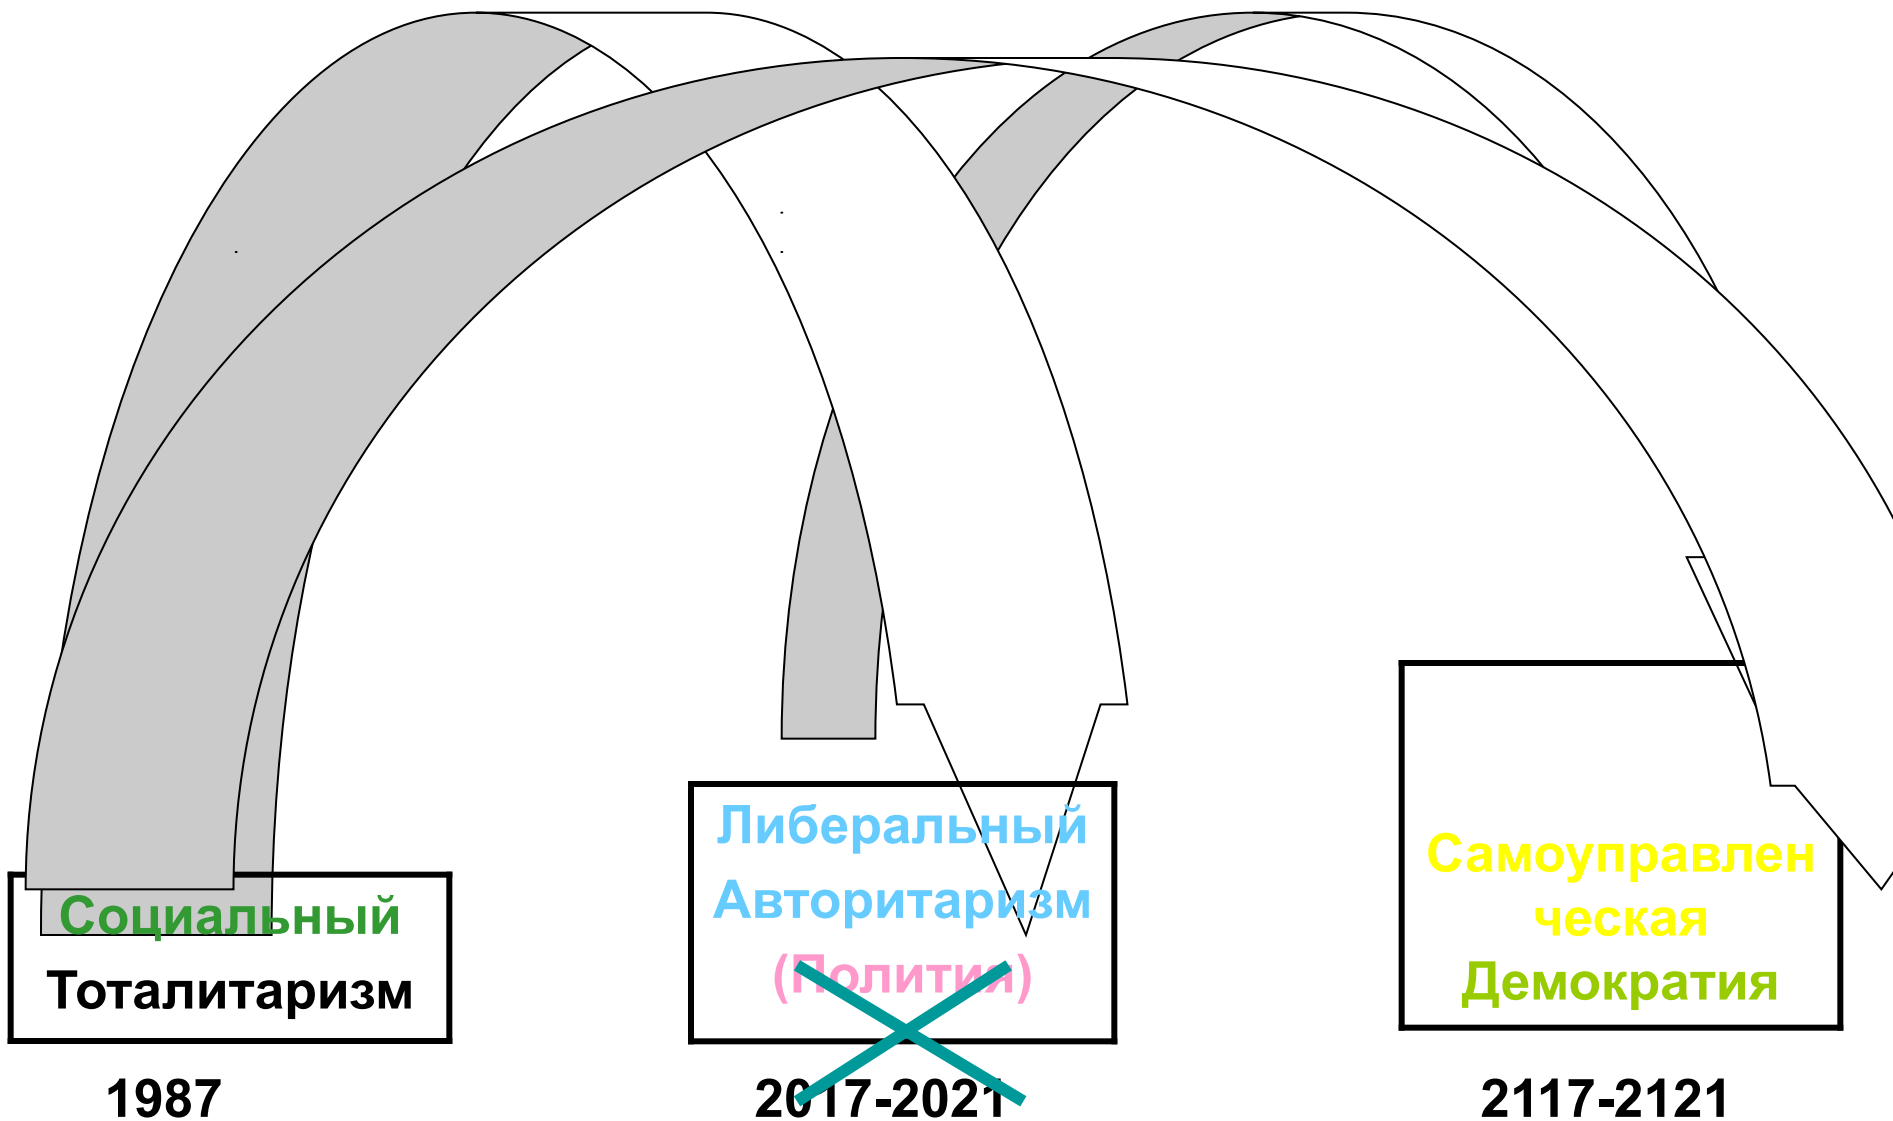 Социальный
Тоталитаризм
1987
Либеральный
Авторитаризм
(Полития)
2017-2021
Самоуправлен
ческая
Демократия
2117-2121